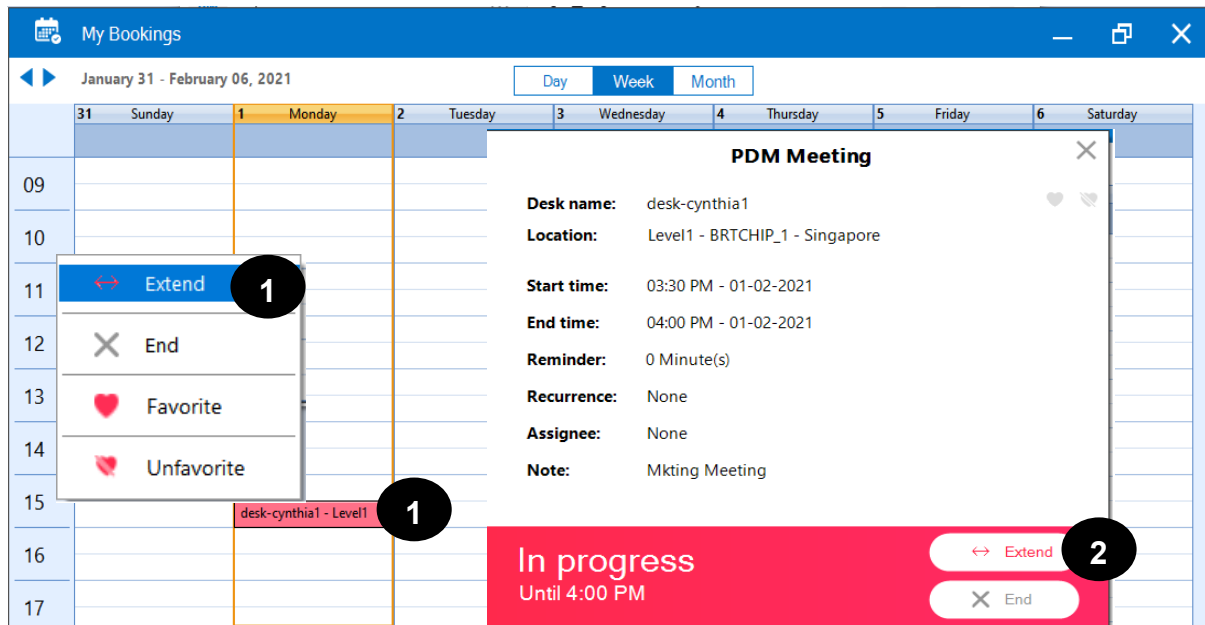 My Bookings
January 31 - February 06, 2021
Day Week Month
31 Sunday 1 Monday 2 Tuesday 3 Wednesday 4 Thursday 5 Friday 6 Saturday
09
10
11
12
13
14
15
16
17
Extend 1
End
Favorite
Unfavorite
desk-cynthia1 - Level1 1
PDM Meeting
Desk name: desk-cynthia1
Location: Level1 - BRTCHIP_1 - Singapore
Start time: 03:30 PM - 01-02-2021
End time: 04:00 PM - 01-02-2021
Reminder: 0 Minute(s)
Recurrence: None
Assignee: None
Note: Mkting Meeting
In progress
Until 4:00 PM
Extend 2
End